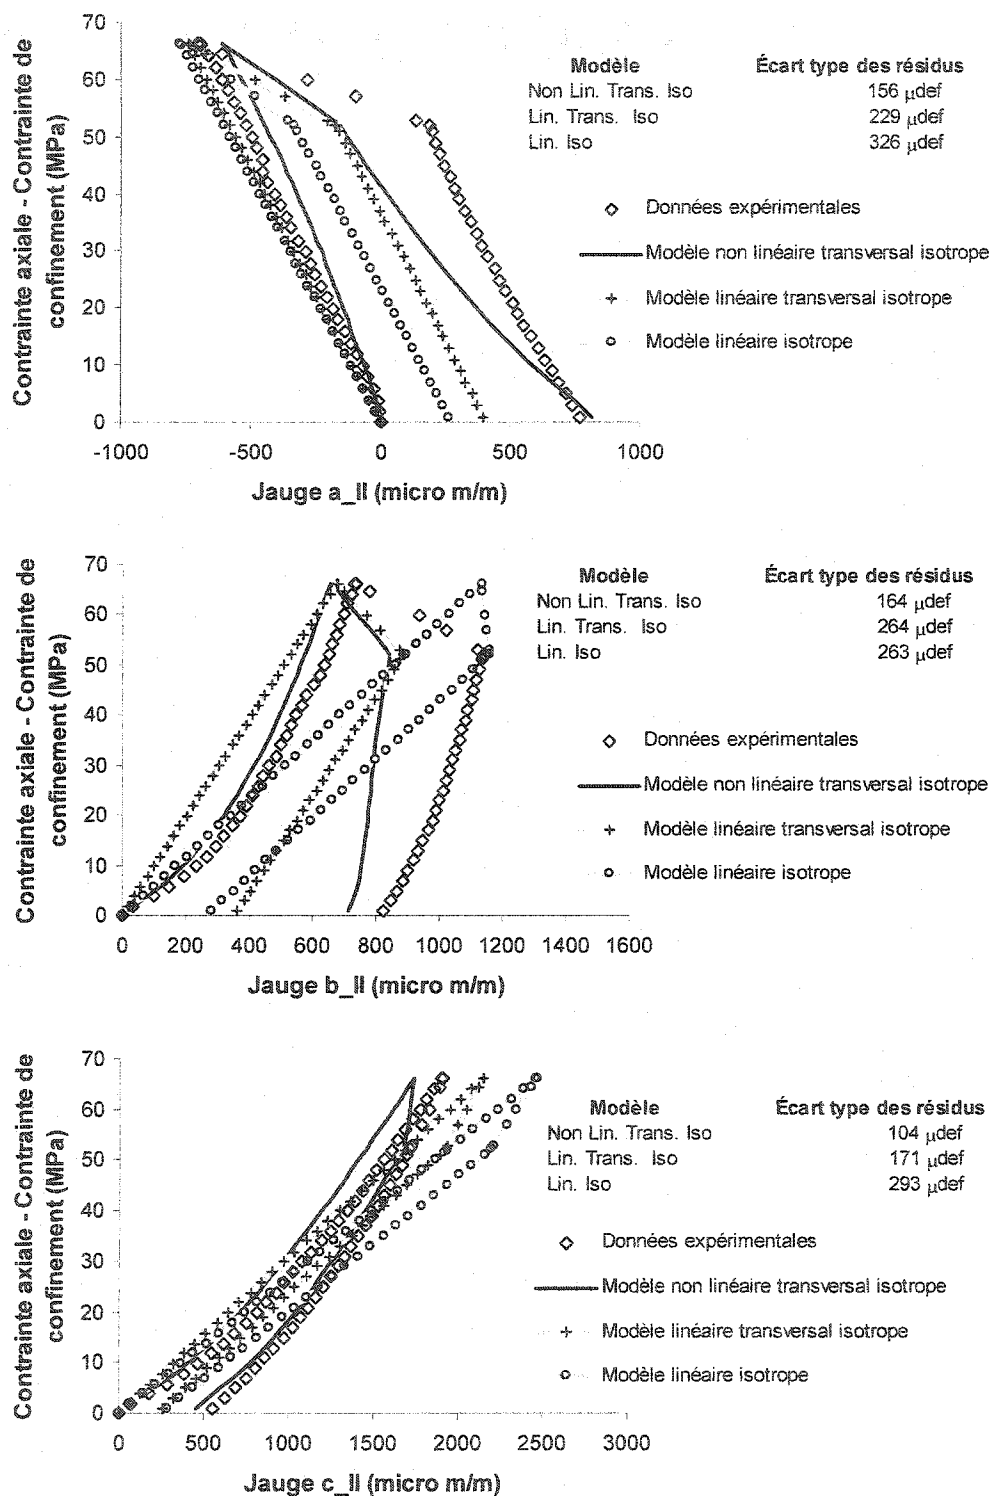 Contrainte axiale - Contrainte de
confinement (MPa)
70
60
50
40
30
20
10
0
-1000
-500
0
500
1000
Jauge a_II (micro m/m)
Modèle Écart type des résidus
Non Lin. Trans. Iso 156 μdef
Lin. Trans. Iso 229 μdef
Lin. Iso 326 μdef
Données expérimentales
Modèle non linéaire transversal isotrope
Modèle linéaire transversal isotrope
Modèle linéaire isotrope
Contrainte axiale - Contrainte de
confinement (MPa)
70
60
50
40
30
20
10
0
0
200
400
600
800
1000
1200
1400
1600
Jauge b_II (micro m/m)
Modèle Écart type des résidus
Non Lin. Trans. Iso 164 μdef
Lin. Trans. Iso 264 μdef
Lin. Iso 263 μdef
Données expérimentales
Modèle non linéaire transversal isotrope
Modèle linéaire transversal isotrope
Modèle linéaire isotrope
Contrainte axiale - Contrainte de
confinement (MPa)
70
60
50
40
30
20
10
0
0
500
1000
1500
2000
2500
3000
Jauge c_II (micro m/m)
Modèle Écart type des résidus
Non Lin. Trans. Iso 104 μdef
Lin. Trans. Iso 171 μdef
Lin. Iso 293 μdef
Données expérimentales
Modèle non linéaire transversal isotrope
Modèle linéaire transversal isotrope
Modèle linéaire isotrope